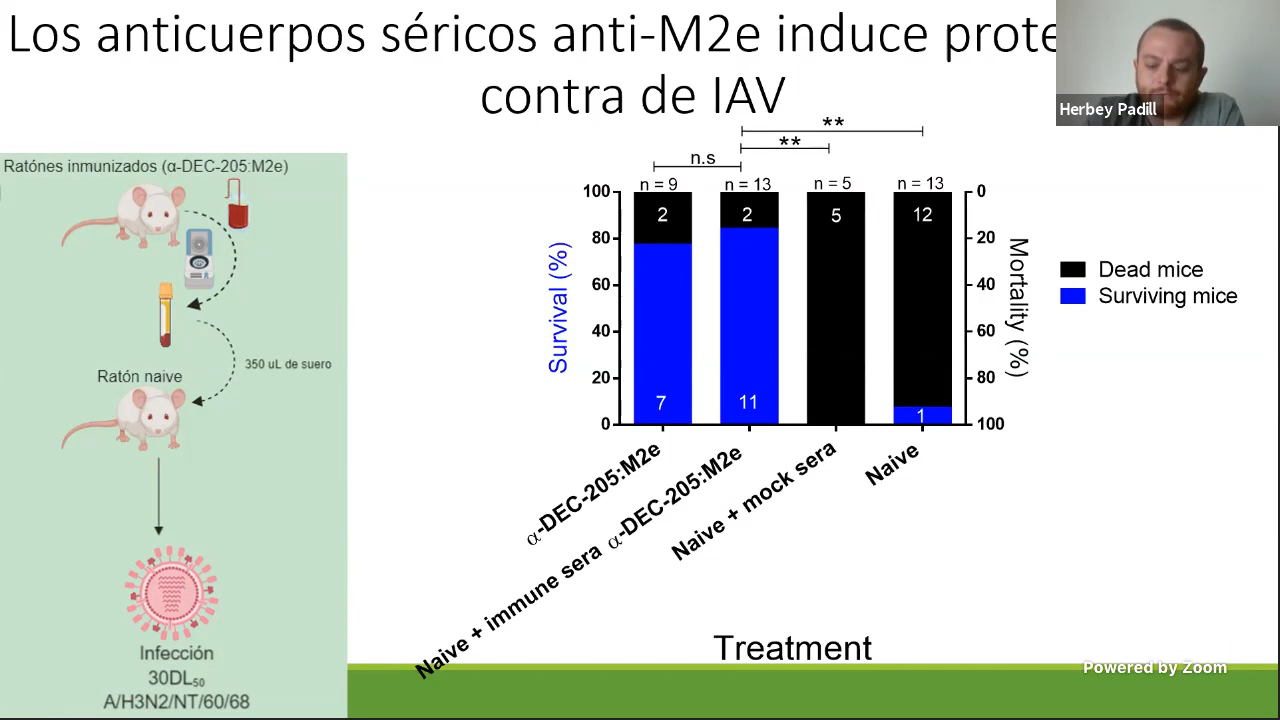 Los anticuerpos séricos anti-M2e induce prote
contra de IAV
Herbey Padill
Ratónes inmunizados (α-DEC-205:M2e)
350 uL de suero
Ratón naive
Infección
30DL50
A/H3N2/NT/60/68
**
**
n.s
n = 9
n = 13
n = 5
n = 13
100
80
60
40
20
0
Survival (%)
2
2
5
12
7
11
1
0
20
40
60
80
100
Mortality (%)
Dead mice
Surviving mice
α-DEC-205:M2e
Naive + immune sera α-DEC-205:M2e
Naive + mock sera
Naive
Treatment
Powered by Zoom